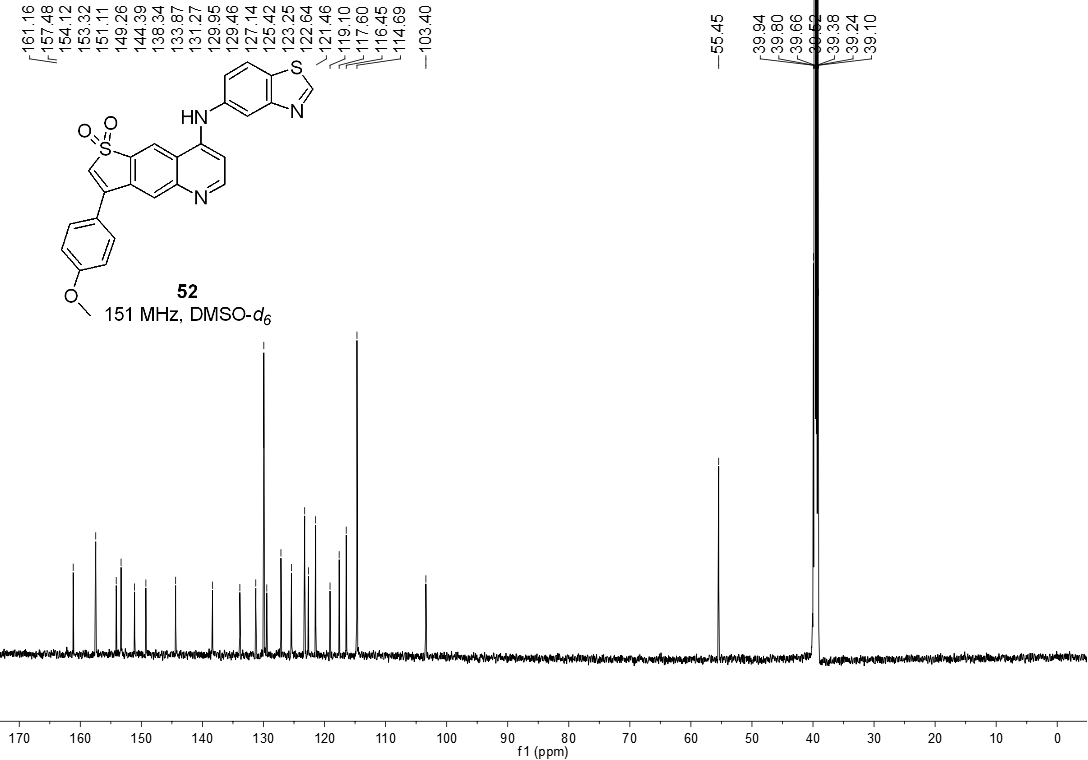 161.16
157.48
154.12
153.32
151.11
149.26
144.39
138.34
133.87
131.27
129.95
129.46
127.14
125.42
123.25
122.64
121.46
119.10
117.60
116.45
114.69
103.40
55.45
39.94
39.80
39.66
39.52
39.38
39.24
39.10
S
N
HN
O
O
S
N
O
52
151 MHz, DMSO-d6
170 160 150 140 130 120 110 100 90 80 70 60 50 40 30 20 10 0
f1 (ppm)